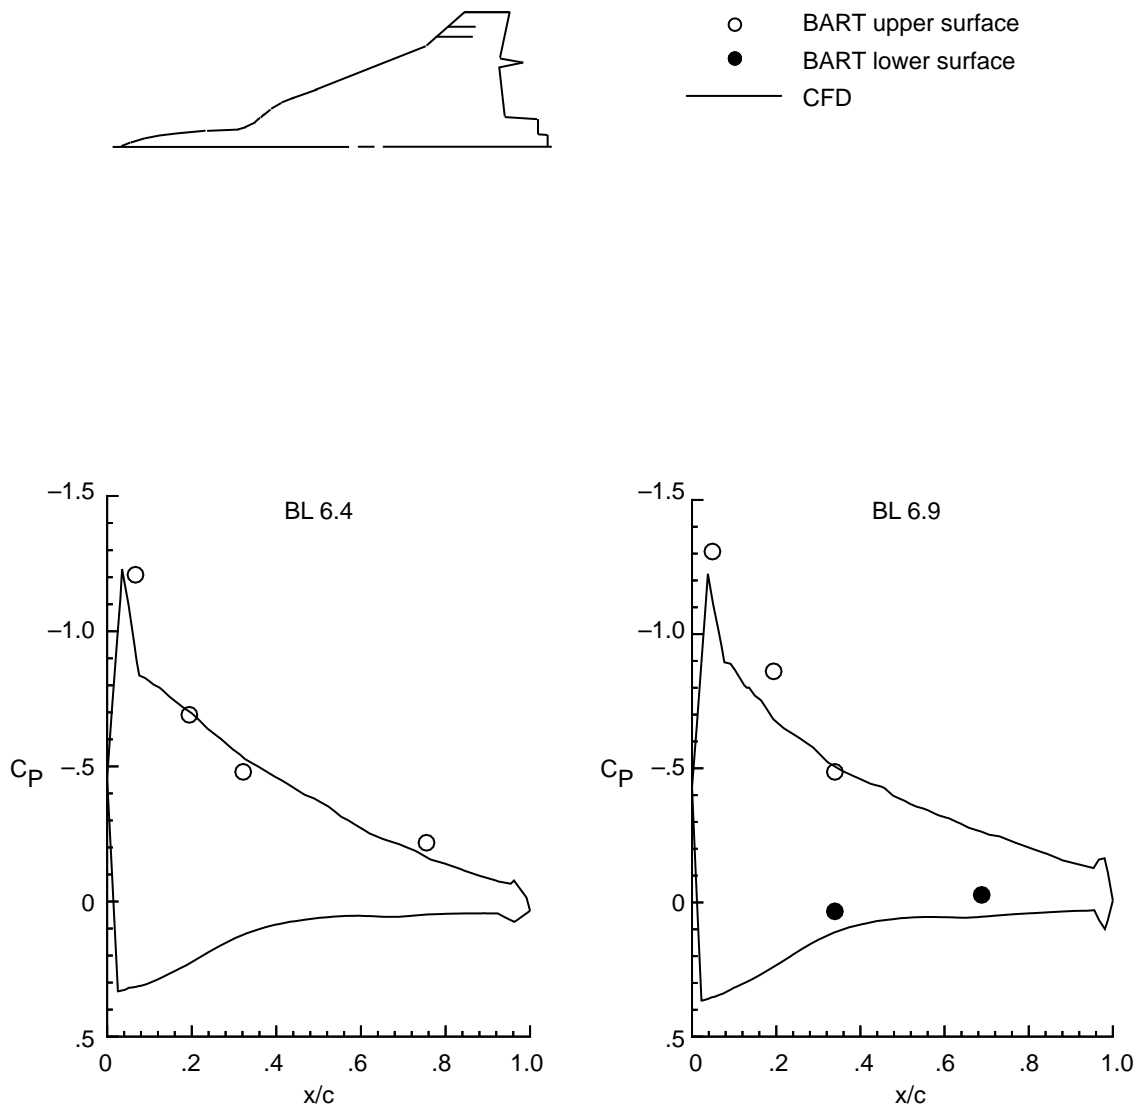 BART upper surface
BART lower surface
CFD
BL 6.4
–1.5
–1.0
–.5
0
.5
CP
0 .2 .4 .6 .8 1.0
x/c
BL 6.9
–1.5
–1.0
–.5
0
.5
CP
0 .2 .4 .6 .8 1.0
x/c